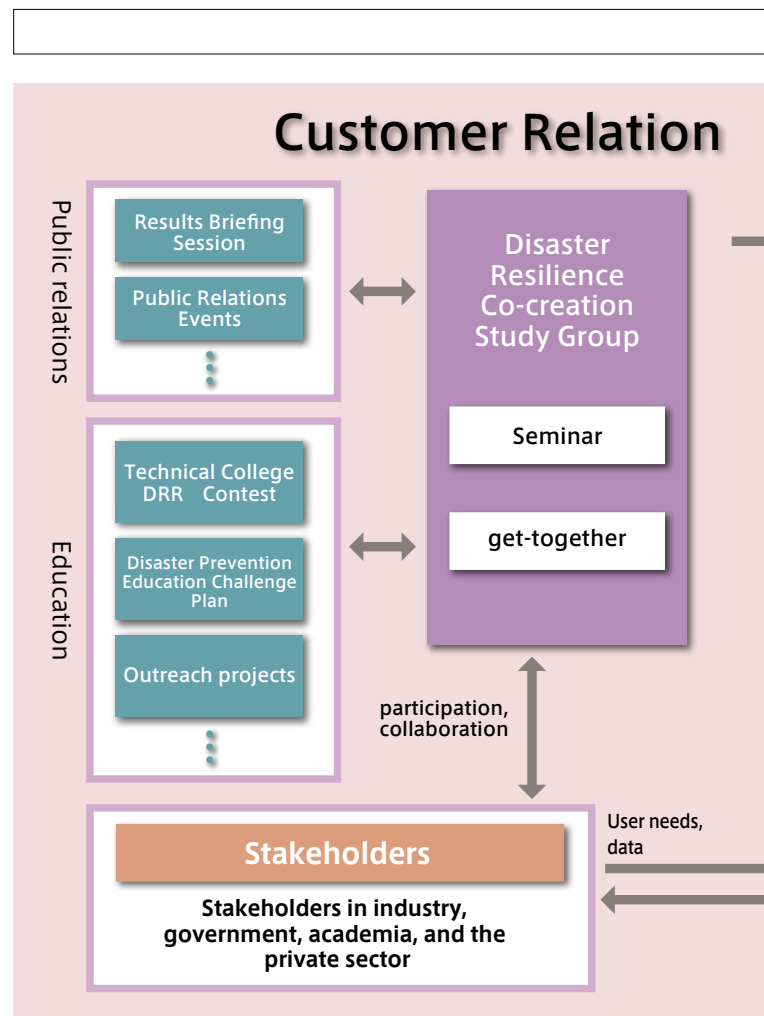 Customer Relation
Public relations
Results Briefing
Session
Public Relations
Events
Disaster
Resilience
Co-creation
Study Group
Seminar
get-together
Education
Technical College
DRR Contest
Disaster Prevention
Education Challenge
Plan
Outreach projects
participation,
collaboration
User needs,
data
Stakeholders
Stakeholders in industry,
government, academia, and the
private sector